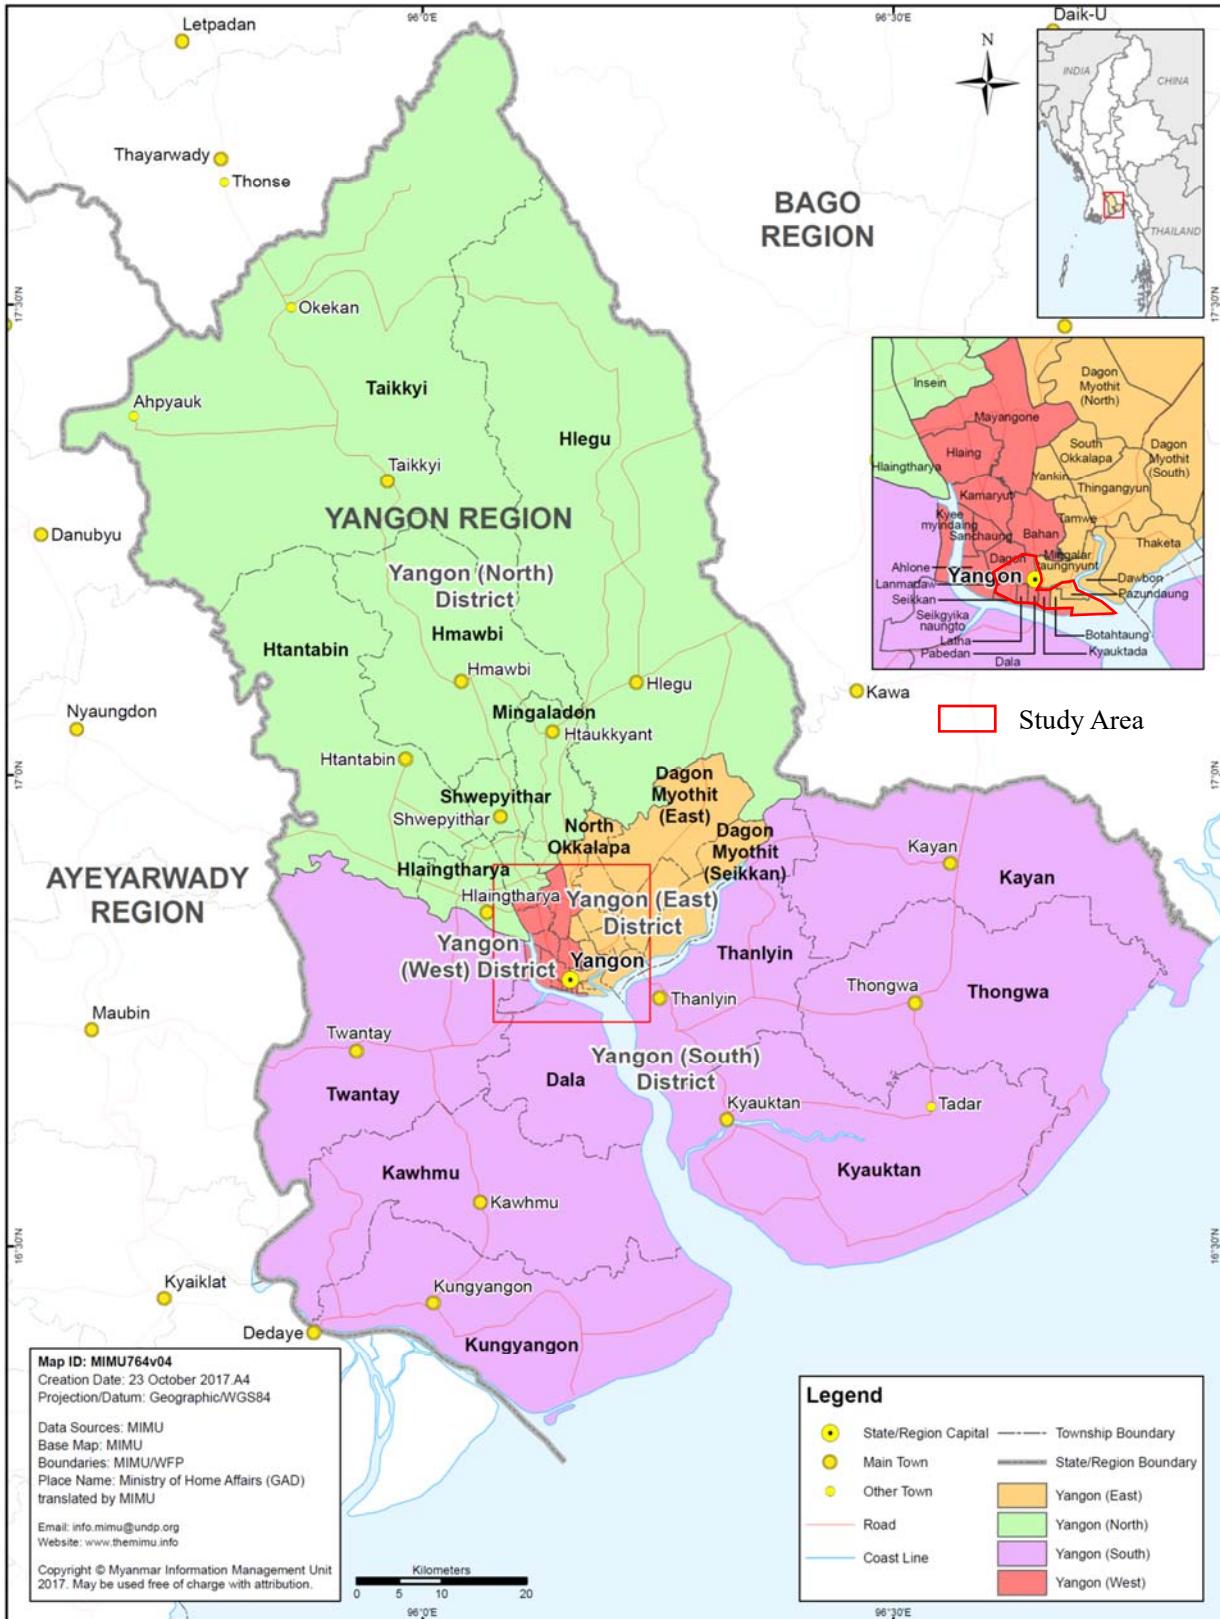 96°0'E
96°30'E
Letpadan
Daik-U
N
INDIA
CHINA
THAILAND
Thayarwady
Thonse
BAGO
REGION
17°30'N
17°30'N
Okekan
Taikkyi
Ahpyauk
Hlegu
Taikkyi
YANGON REGION
Danubyu
Yangon (North)
District
Hmawbi
Htantabin
Hmawbi
Hlegu
Mingaladon
Htaukkyant
Nyaungdon
Htantabin
Kawa
Insein
Dagon
Myothit
(North)
Mayangone
Hlaing
South
Okkalapa
Dagon
Myothit
(South)
Hlaingtharya
Yankin
Thingangyun
Kamaryut
Kyee
myindaing
Sanchaung
Bahan
Tamwe
Thaketa
Mingalar
taungnyunt
Dagon
Ahlone
Yangon
Dawbon
Lanmadaw
Pazundaung
Seikkan
Seikgyika
naungto
Latha
Botahtaung
Pabedan
Kyauktada
Dala
Study Area
17°0'N
17°0'N
Dagon
Myothit
(East)
Shwepyithar
Shwepyithar
North
Okkalapa
Dagon
Myothit
(Seikkan)
Kayan
Kayan
AYEYARWADY
REGION
Hlaingtharya
Hlaingtharya
Yangon (East)
District
Yangon
(West) District
Yangon
Thanlyin
Thanlyin
Thongwa
Thongwa
Maubin
Twantay
Twantay
Dala
Yangon (South)
District
Kyauktan
Tadar
Kyauktan
Kawhmu
Kawhmu
16°30'N
16°30'N
Kyaiklat
Kungyangon
Dedaye
Kungyangon
Map ID: MIMU764v04
Creation Date: 23 October 2017.A4
Projection/Datum: Geographic/WGS84
Data Sources: MIMU
Base Map: MIMU
Boundaries: MIMU/WFP
Place Name: Ministry of Home Affairs (GAD)
translated by MIMU
Email: info.mimu@undp.org
Website: www.themimu.info
Copyright © Myanmar Information Management Unit
2017. May be used free of charge with attribution.
Kilometers
0 5 10 20
Legend
State/Region Capital
Main Town
Other Town
Road
Coast Line
Township Boundary
State/Region Boundary
Yangon (East)
Yangon (North)
Yangon (South)
Yangon (West)
96°0'E
96°30'E